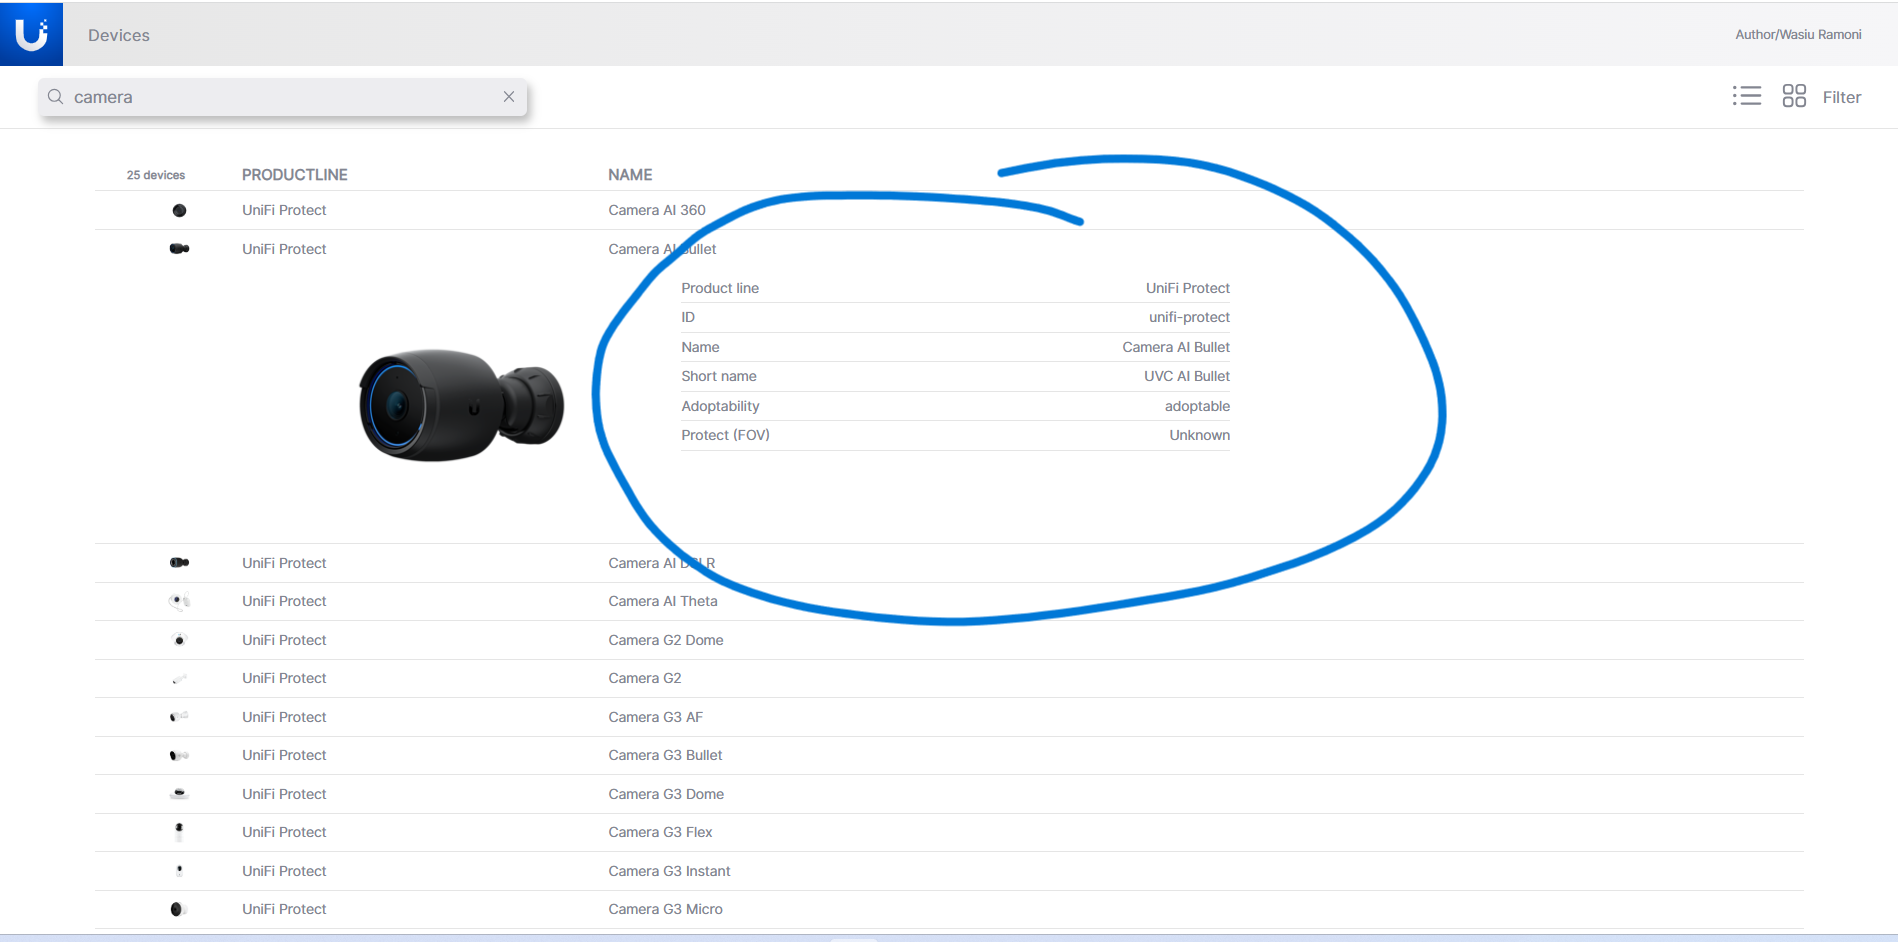 Devices
Author/Wasiu Ramoni
camera
Filter
25 devices PRODUCTLINE NAME
UniFi Protect Camera AI 360
UniFi Protect Camera AI Bullet
Product line UniFi Protect
ID unifi-protect
Name Camera AI Bullet
Short name UVC AI Bullet
Adoptability adoptable
Protect (FOV) Unknown
UniFi Protect Camera AI DSLR
UniFi Protect Camera AI Theta
UniFi Protect Camera G2 Dome
UniFi Protect Camera G2
UniFi Protect Camera G3 AF
UniFi Protect Camera G3 Bullet
UniFi Protect Camera G3 Dome
UniFi Protect Camera G3 Flex
UniFi Protect Camera G3 Instant
UniFi Protect Camera G3 Micro